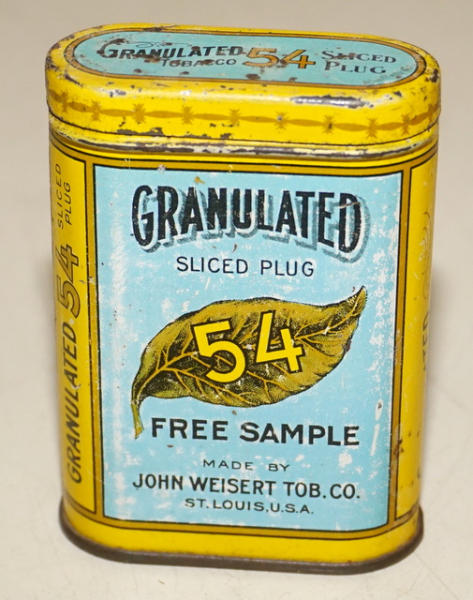 GRANULATED 54 SLICED
TOBACCO PLUG
GRANULATED
SLICED PLUG
54
FREE SAMPLE
MADE BY
JOHN WEISERT TOB. CO.
ST. LOUIS, U.S.A.
GRANULATED 54 SLICED
PLUG